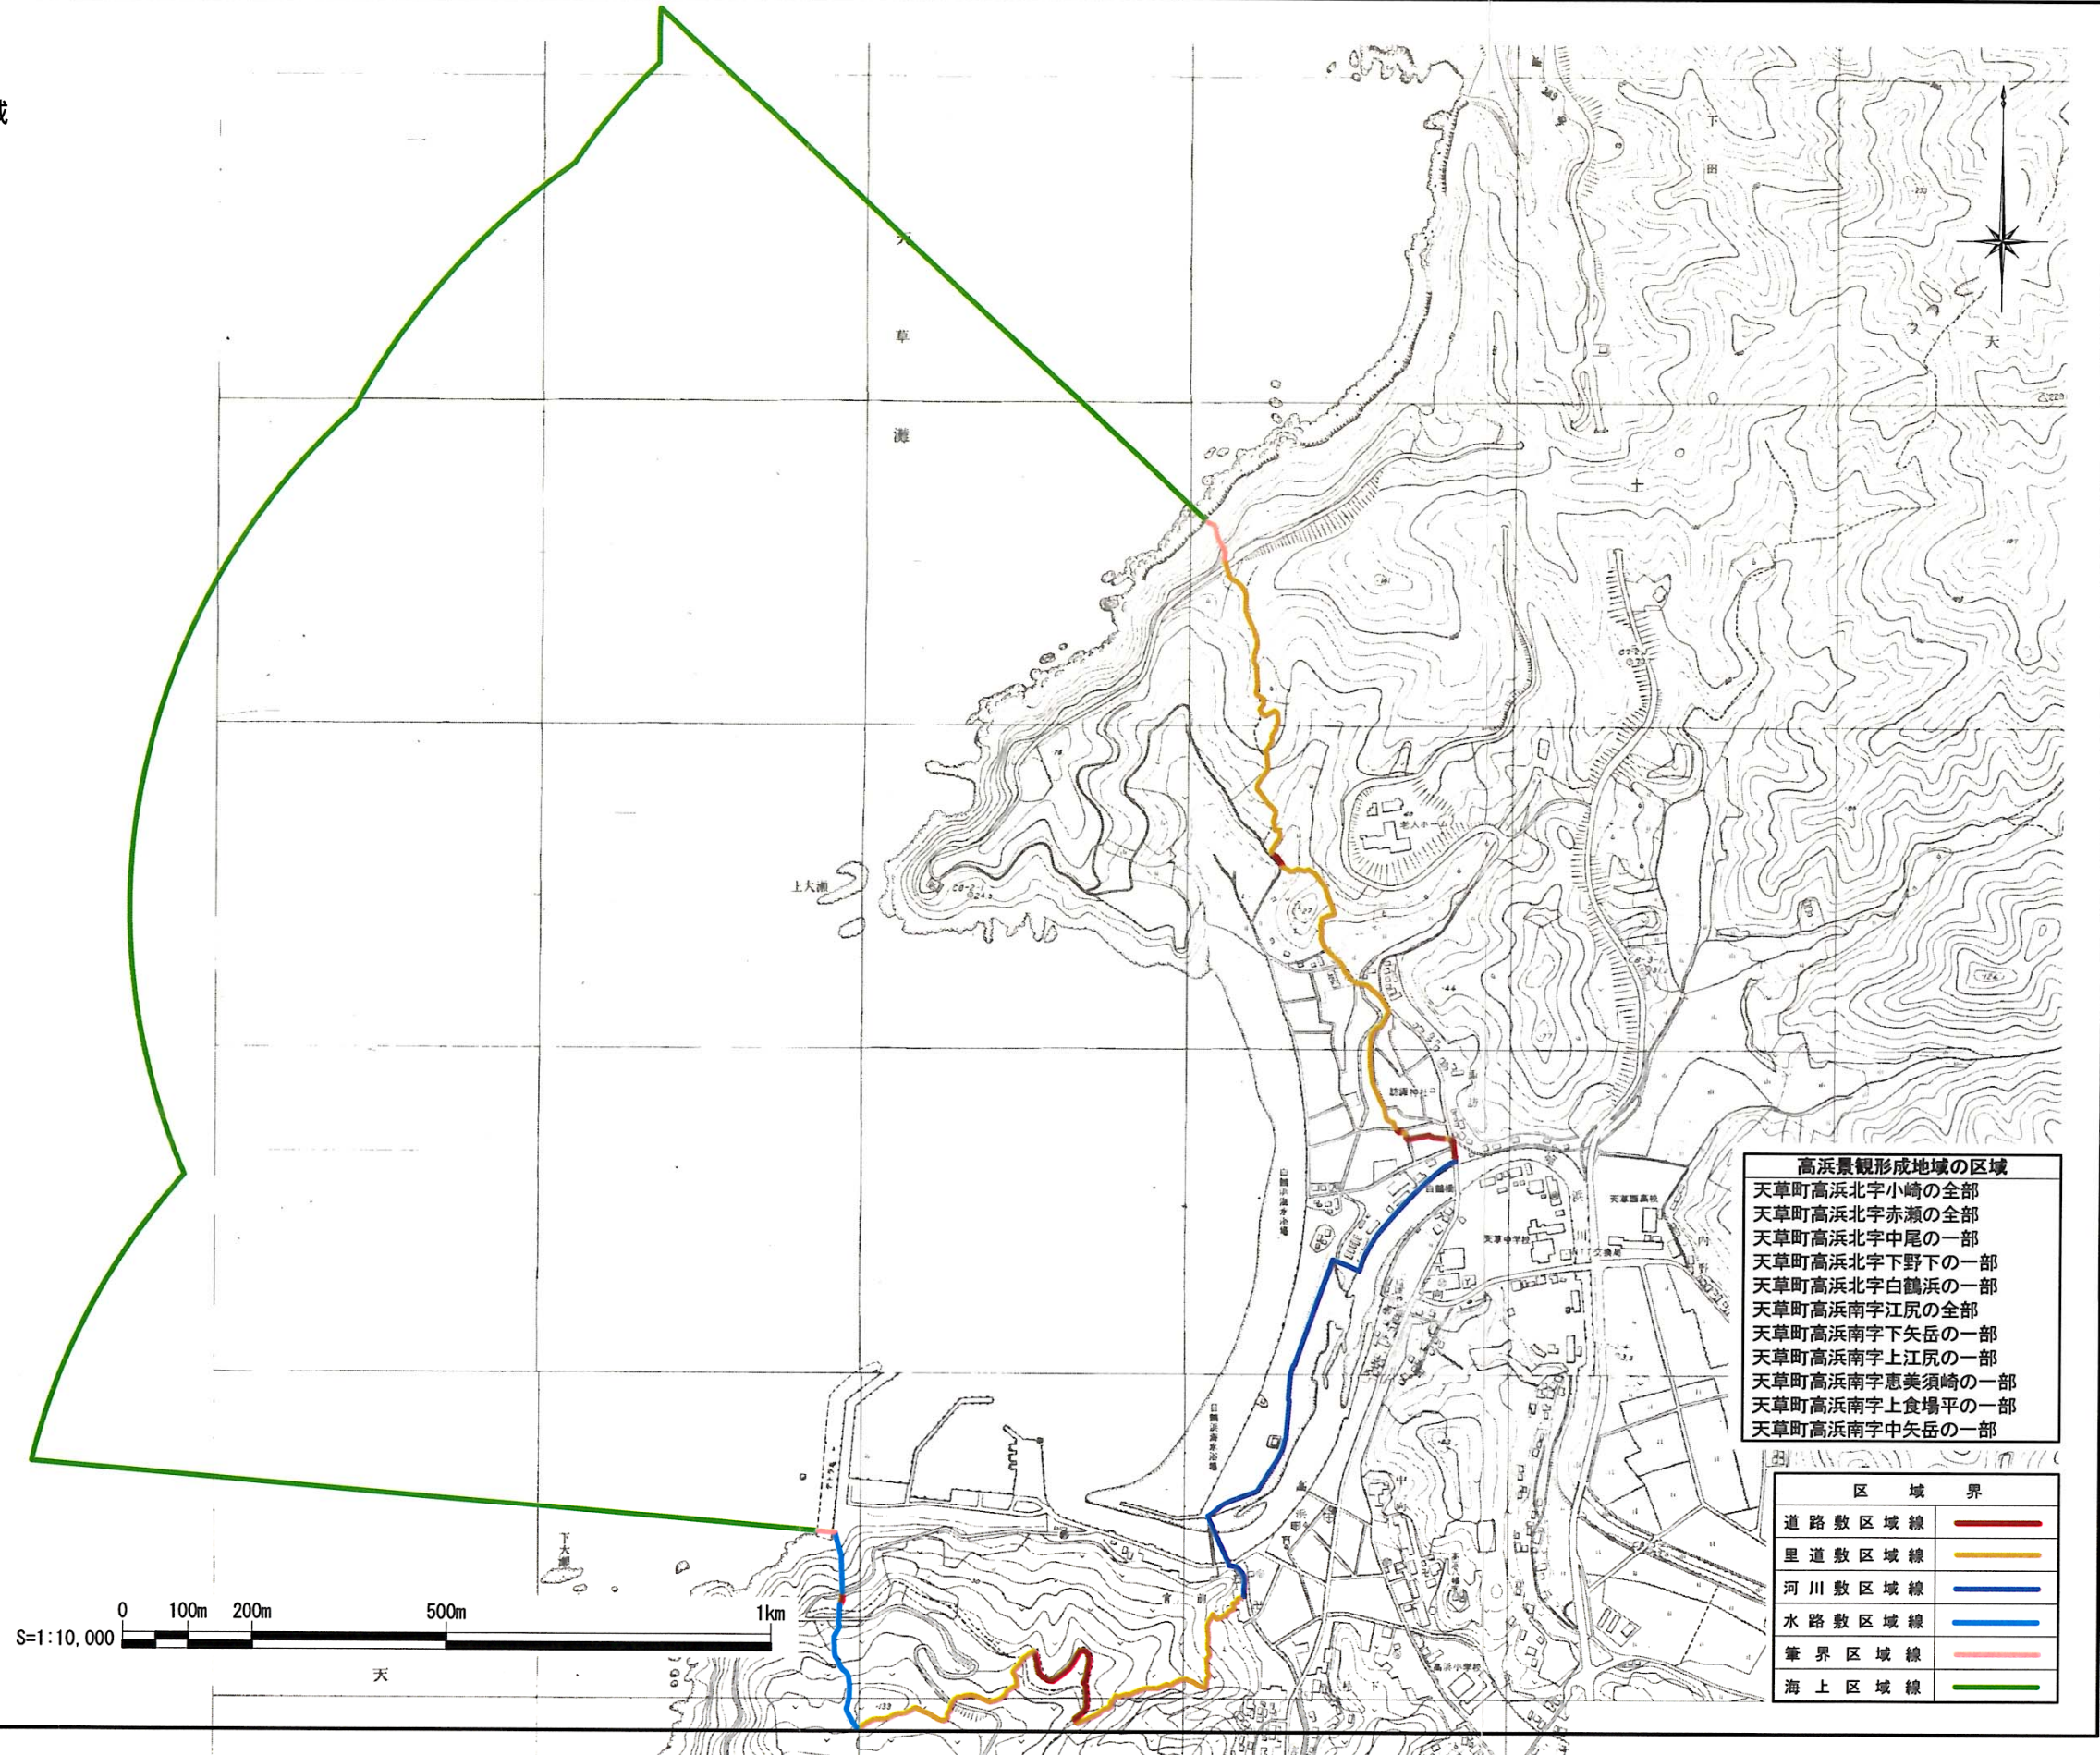 域
天
草
灘
下
田
天
老人ホーム
上大瀬
諏訪神社
白鶴橋
天草西高校
天草中学校
下大瀬
宮前
高浜小学校
松下
中
浜
川
内
高浜景観形成地域の区域
天草町高浜北字小崎の全部
天草町高浜北字赤瀬の全部
天草町高浜北字中尾の一部
天草町高浜北字下野下の一部
天草町高浜北字白鶴浜の一部
天草町高浜南字江尻の全部
天草町高浜南字下矢岳の一部
天草町高浜南字上江尻の一部
天草町高浜南字恵美須崎の一部
天草町高浜南字上食場平の一部
天草町高浜南字中矢岳の一部
区域界
道路敷区域線
里道敷区域線
河川敷区域線
水路敷区域線
筆界区域線
海上区域線
0 100m 200m 500m 1km
S=1:10,000
天